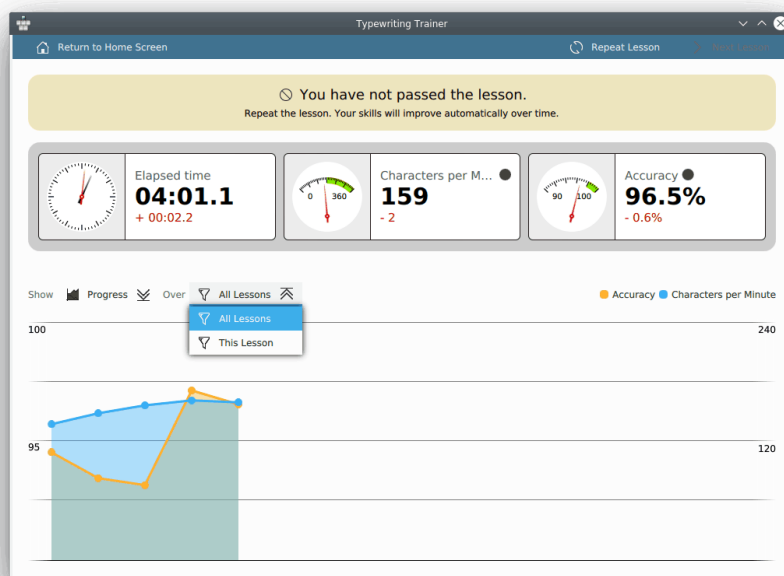 Typewriting Trainer
Return to Home Screen
Repeat Lesson
Next Lesson
You have not passed the lesson.
Repeat the lesson. Your skills will improve automatically over time.
Elapsed time
04:01.1
+ 00:02.2
0 360
Characters per M...
159
- 2
90 100
Accuracy
96.5%
- 0.6%
Show Progress Over All Lessons
Accuracy Characters per Minute
All Lessons
This Lesson
100 240
95 120